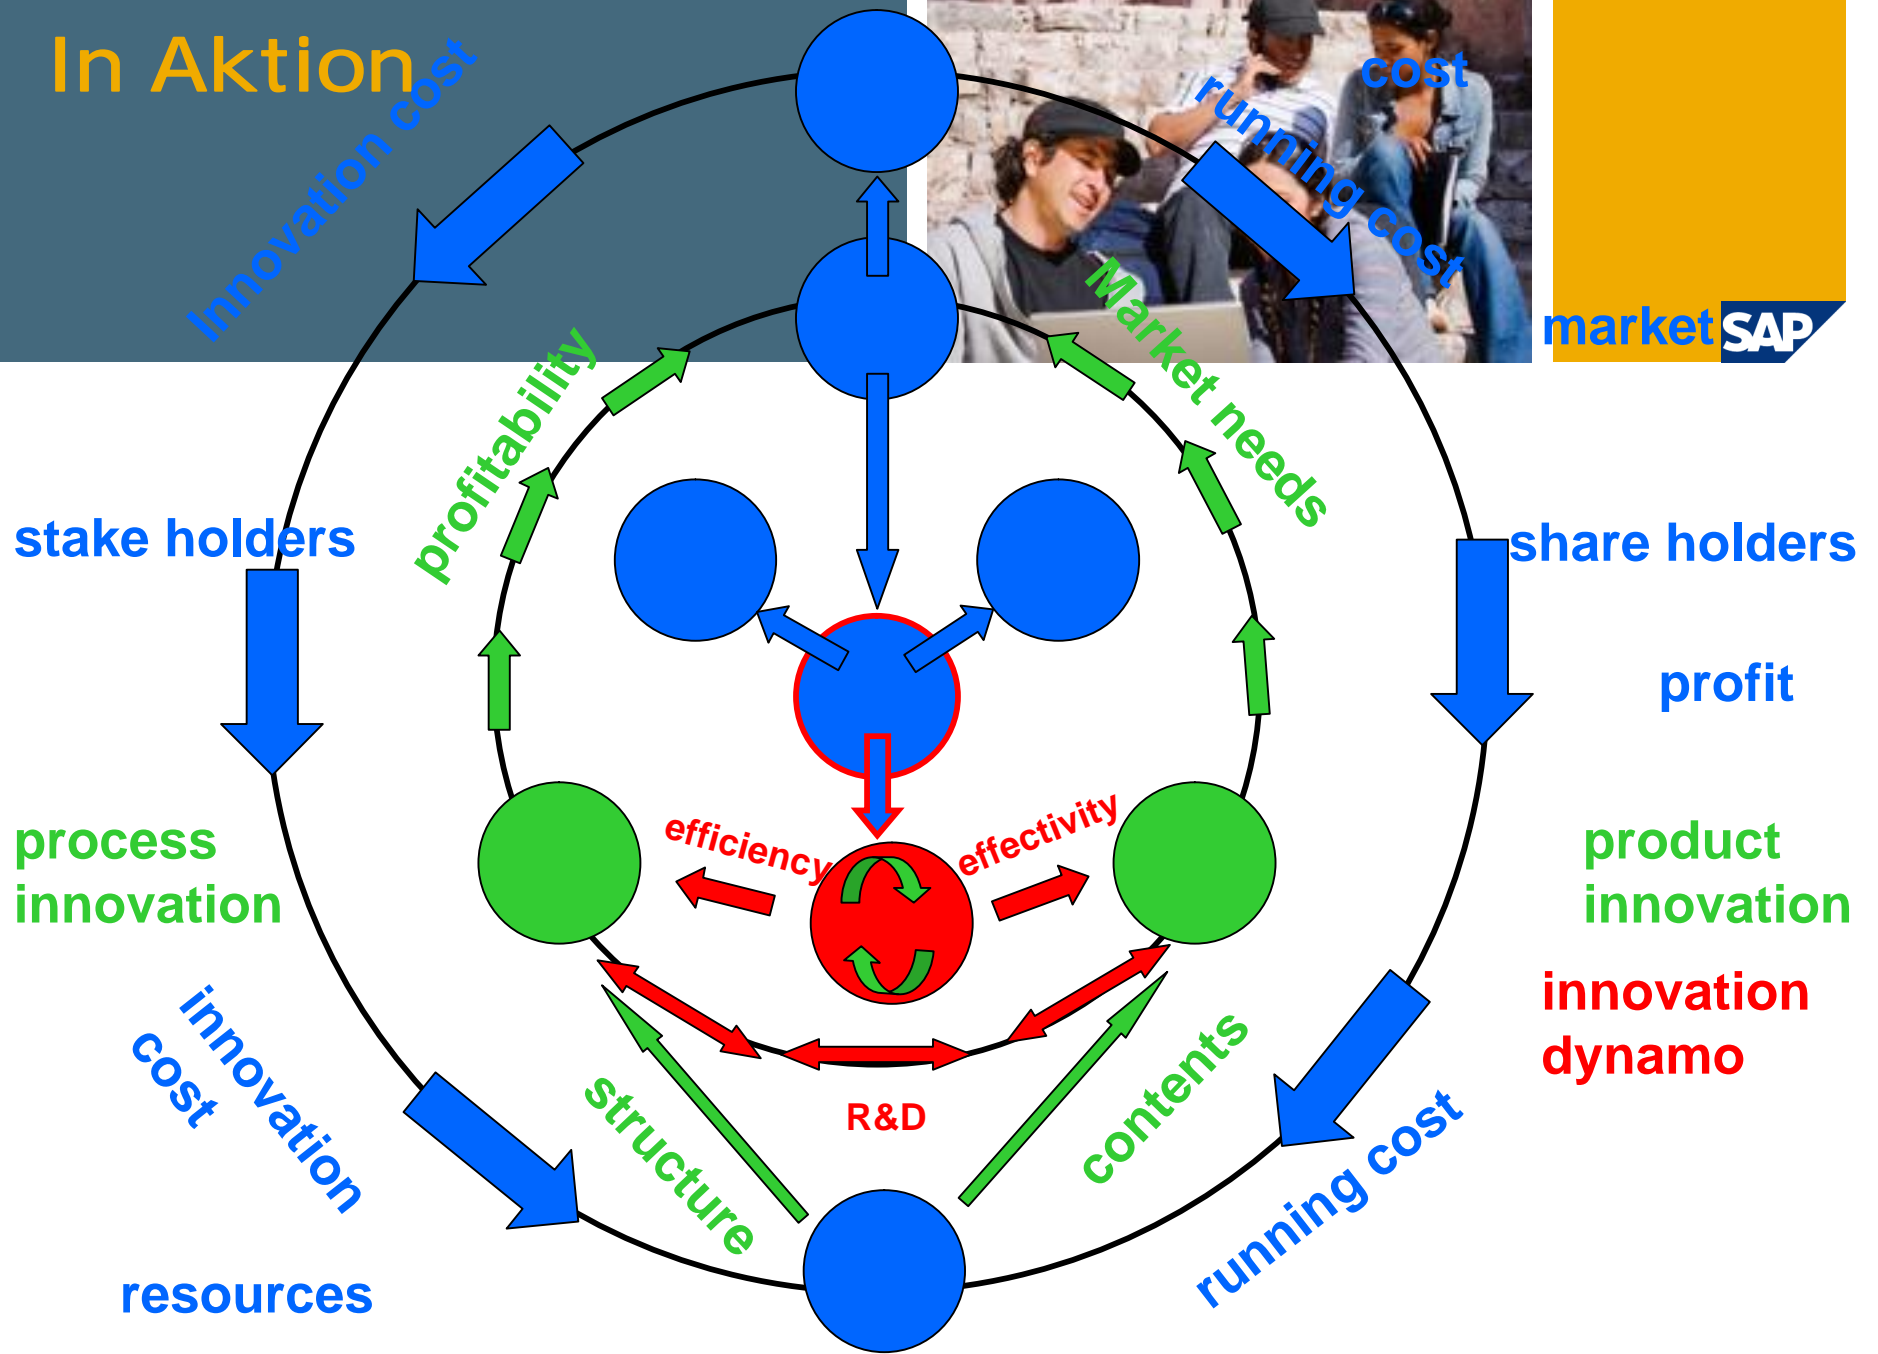 In Aktion
Innovation cost
cost
running cost
market SAP
profitability
Market needs
stake holders
share holders
profit
efficiency
effectivity
process
innovation
product
innovation
innovation
dynamo
innovation
cost
structure
R&D
contents
running cost
resources